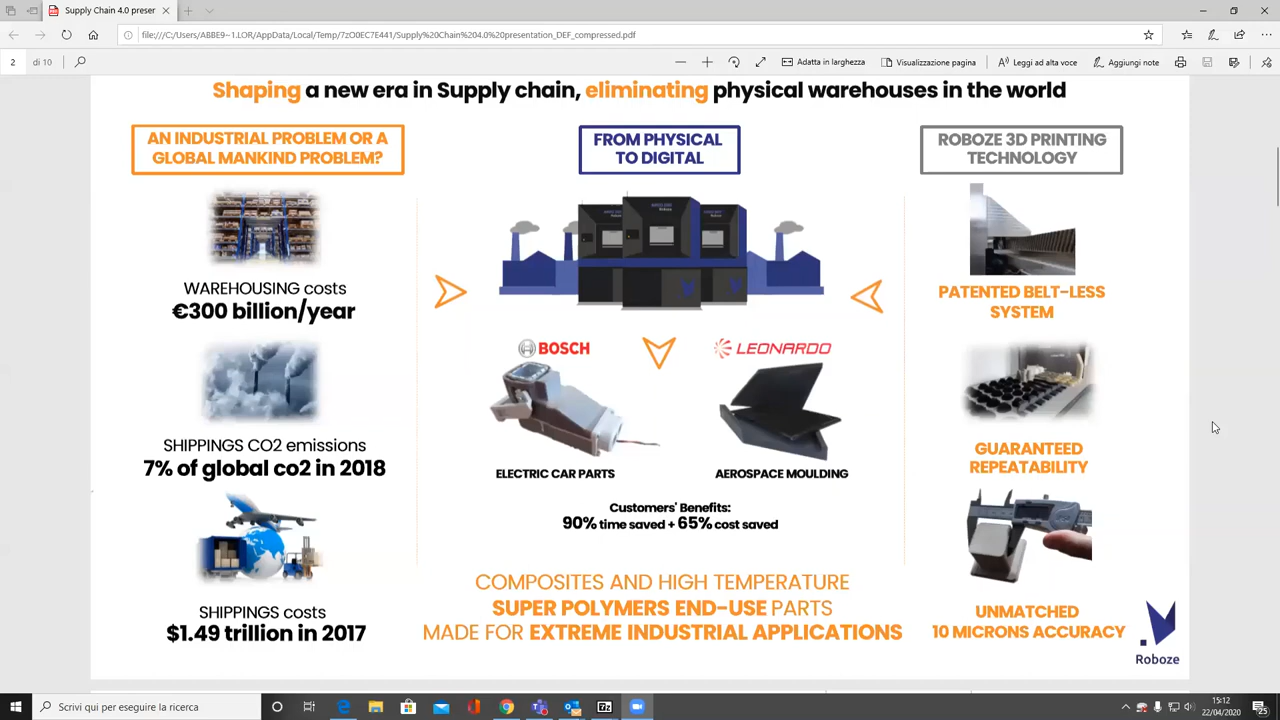 Supply Chain 4.0 preser
file:///C:/Users/ABBE9~1.LOR/AppData/Local/Temp/7zO0EC7E441/Supply%20Chain%204.0%20presentation_DEF_compressed.pdf
2 di 10
Adatta in larghezza
Visualizzazione pagina
Leggi ad alta voce
Aggiungi note
Shaping a new era in Supply chain, eliminating physical warehouses in the world
AN INDUSTRIAL PROBLEM OR A
GLOBAL MANKIND PROBLEM?
WAREHOUSING costs
€300 billion/year
SHIPPINGS CO2 emissions
7% of global co2 in 2018
SHIPPINGS costs
$1.49 trillion in 2017
FROM PHYSICAL
TO DIGITAL
BOSCH
LEONARDO
ELECTRIC CAR PARTS
AEROSPACE MOULDING
Customers' Benefits:
90% time saved + 65% cost saved
COMPOSITES AND HIGH TEMPERATURE
SUPER POLYMERS END-USE PARTS
MADE FOR EXTREME INDUSTRIAL APPLICATIONS
ROBOZE 3D PRINTING
TECHNOLOGY
PATENTED BELT-LESS
SYSTEM
GUARANTEED
REPEATABILITY
UNMATCHED
10 MICRONS ACCURACY
Roboze
Scrivi qui per eseguire la ricerca
15:12
22/04/2020
25